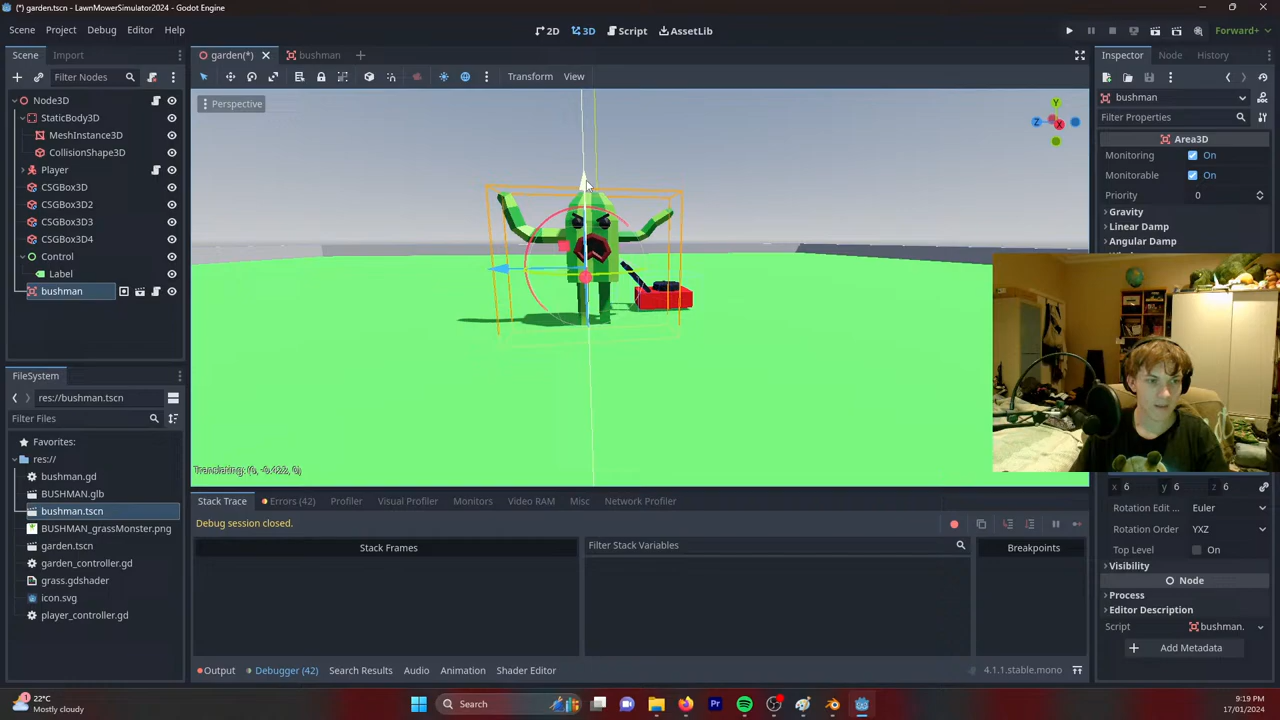 (*) garden.tscn - LawnMowerSimulator2024 - Godot Engine
Scene Project Debug Editor Help
2D 3D Script AssetLib
Forward+
Scene Import
garden(*) bushman
Inspector Node History
Filter Nodes
Transform View
bushman
Perspective
Filter Properties
Y
Z X
Node3D
StaticBody3D
MeshInstance3D
CollisionShape3D
Player
CSGBox3D
CSGBox3D2
CSGBox3D3
CSGBox3D4
Control
Label
bushman
Area3D
Monitoring On
Monitorable On
Priority 0
Gravity
Linear Damp
Angular Damp
FileSystem
res://bushman.tscn
Filter Files
Favorites:
res://
bushman.gd
BUSHMAN.glb
bushman.tscn
BUSHMAN_grassMonster.png
garden.tscn
garden_controller.gd
grass.gdshader
icon.svg
player_controller.gd
Translating: (0, -0.422, 0)
Stack Trace Errors (42) Profiler Visual Profiler Monitors Video RAM Misc Network Profiler
Debug session closed.
Stack Frames
Filter Stack Variables
Breakpoints
x 6 y 6 z 6
Rotation Edit ... Euler
Rotation Order YXZ
Top Level On
Visibility
Node
Process
Editor Description
Script bushman.
Add Metadata
Output Debugger (42) Search Results Audio Animation Shader Editor
4.1.1.stable.mono
22°C
Mostly cloudy
Search
9:19 PM
17/01/2024